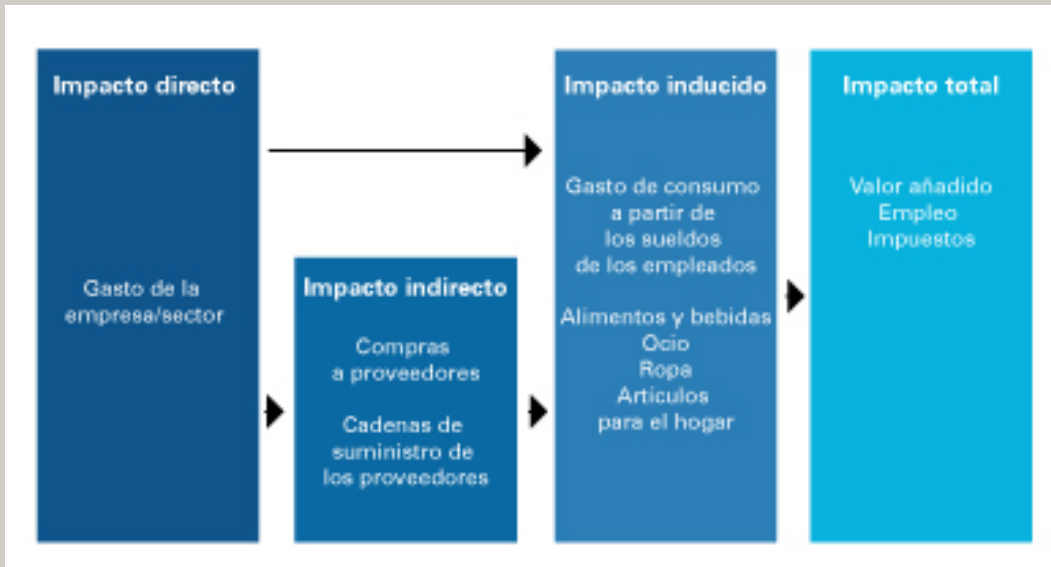 Impacto directo
Gasto de la
empresa/sector
Impacto indirecto
Compras
a proveedores
Cadenas de
suministro de
los proveedores
Impacto inducido
Gasto de consumo
a partir de
los sueldos
de los empleados
Alimentos y bebidas
Ocio
Ropa
Artículos
para el hogar
Impacto total
Valor añadido
Empleo
Impuestos